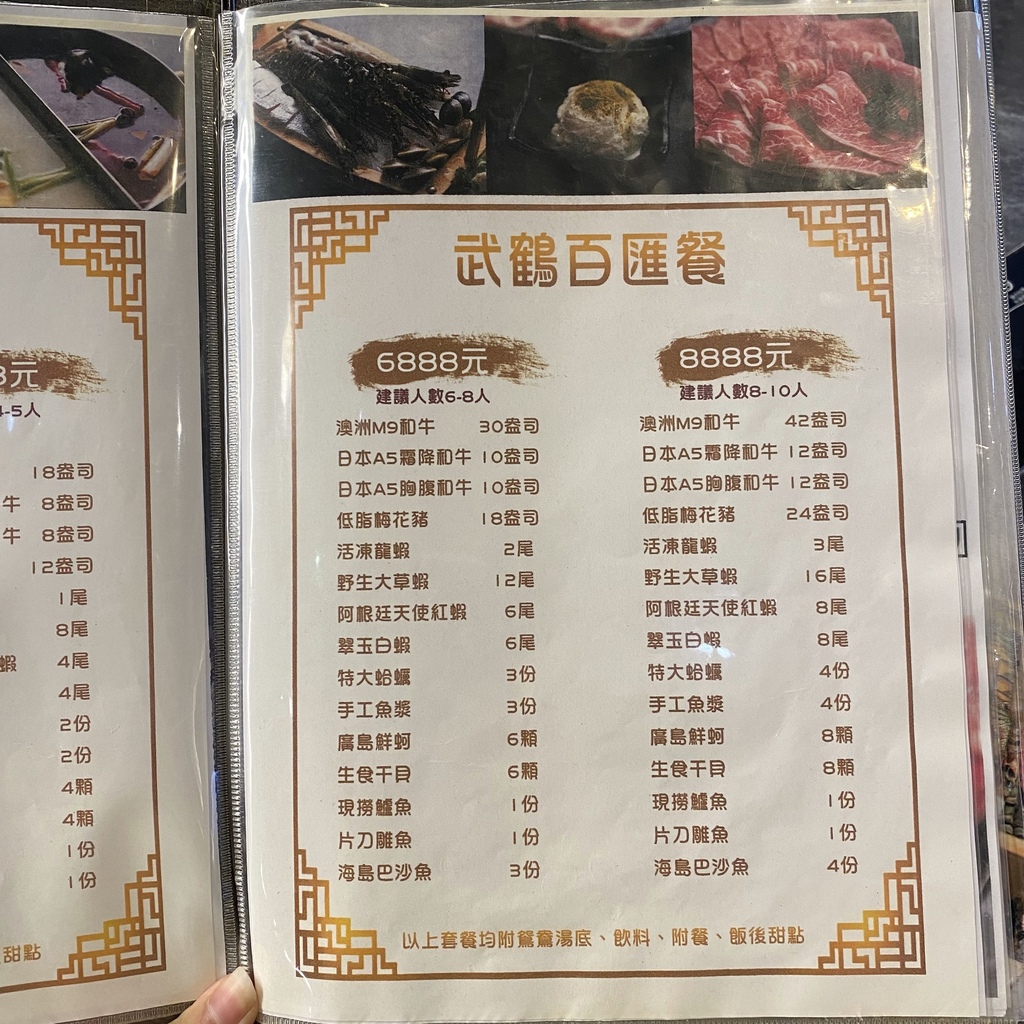 8元
4-5人
18盎司
牛 8盎司
牛 8盎司
12盎司
1尾
8尾
蝦 4尾
4尾
2份
2份
4顆
4顆
1份
1份
甜點
武鶴百匯餐
6888元
建議人數6-8人
澳洲M9和牛 30盎司
日本A5霜降和牛 10盎司
日本A5胸腹和牛 10盎司
低脂梅花豬 18盎司
活凍龍蝦 2尾
野生大草蝦 12尾
阿根廷天使紅蝦 6尾
翠玉白蝦 6尾
特大蛤蠣 3份
手工魚漿 3份
廣島鮮蚵 6顆
生食干貝 6顆
現撈鱸魚 1份
片刀雕魚 1份
海島巴沙魚 3份
8888元
建議人數8-10人
澳洲M9和牛 42盎司
日本A5霜降和牛 12盎司
日本A5胸腹和牛 12盎司
低脂梅花豬 24盎司
活凍龍蝦 3尾
野生大草蝦 16尾
阿根廷天使紅蝦 8尾
翠玉白蝦 8尾
特大蛤蠣 4份
手工魚漿 4份
廣島鮮蚵 8顆
生食干貝 8顆
現撈鱸魚 1份
片刀雕魚 1份
海島巴沙魚 4份
以上套餐均附鴛鴦湯底、飲料、附餐、飯後甜點